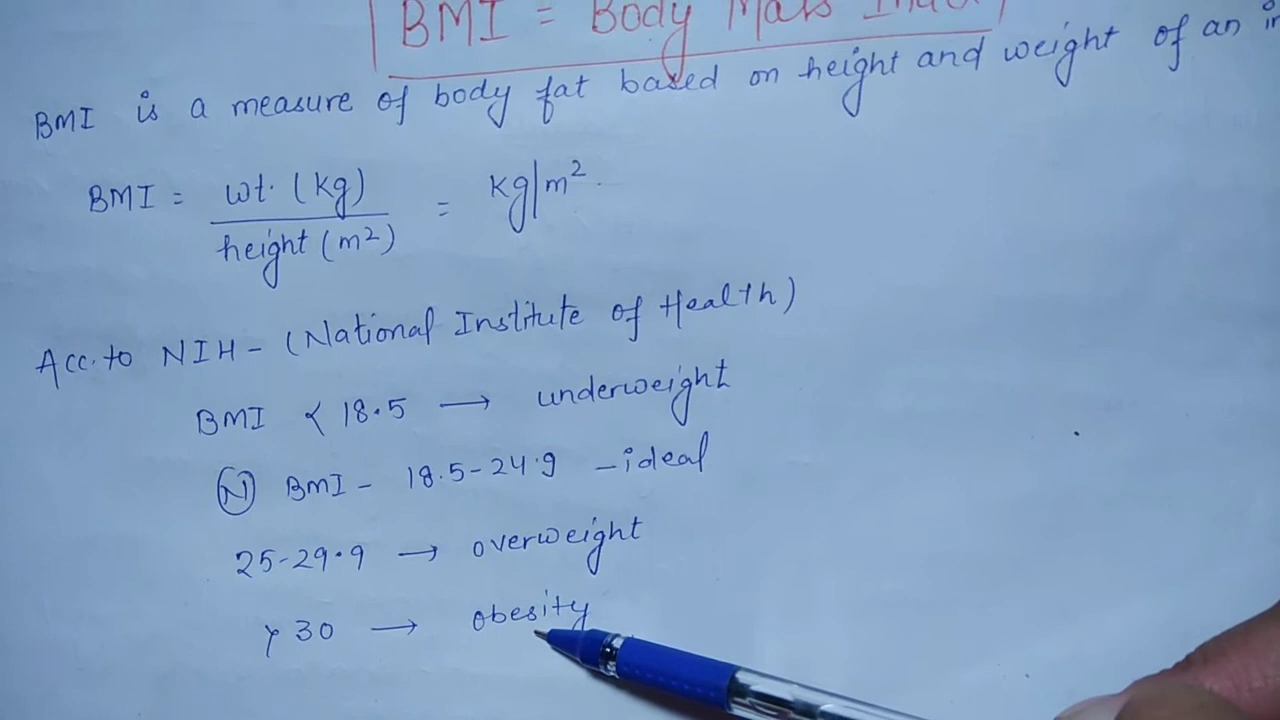 BMI = Body Mass Index
BMI is a measure of body fat based on height and weight of an
BMI = wt. (kg) / height (m²) = kg/m².
Acc. to NIH - (National Institute of Health)
BMI < 18.5 → underweight
(N) BMI - 18.5-24.9 - ideal
25-29.9 → overweight
> 30 → obesity